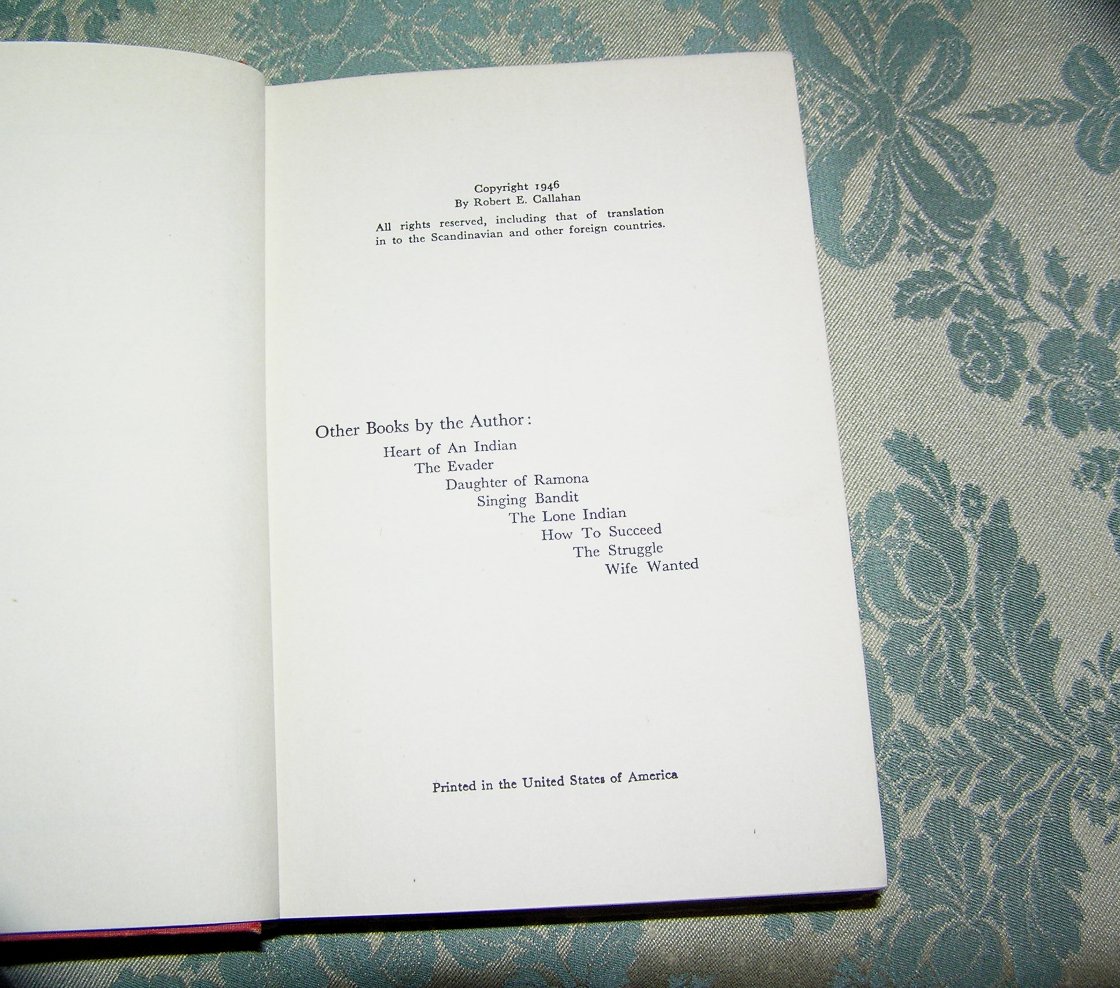 Copyright 1946
By Robert E. Callahan
All rights reserved, including that of translation
in to the Scandinavian and other foreign countries.
Other Books by the Author:
Heart of An Indian
The Evader
Daughter of Ramona
Singing Bandit
The Lone Indian
How To Succeed
The Struggle
Wife Wanted
Printed in the United States of America